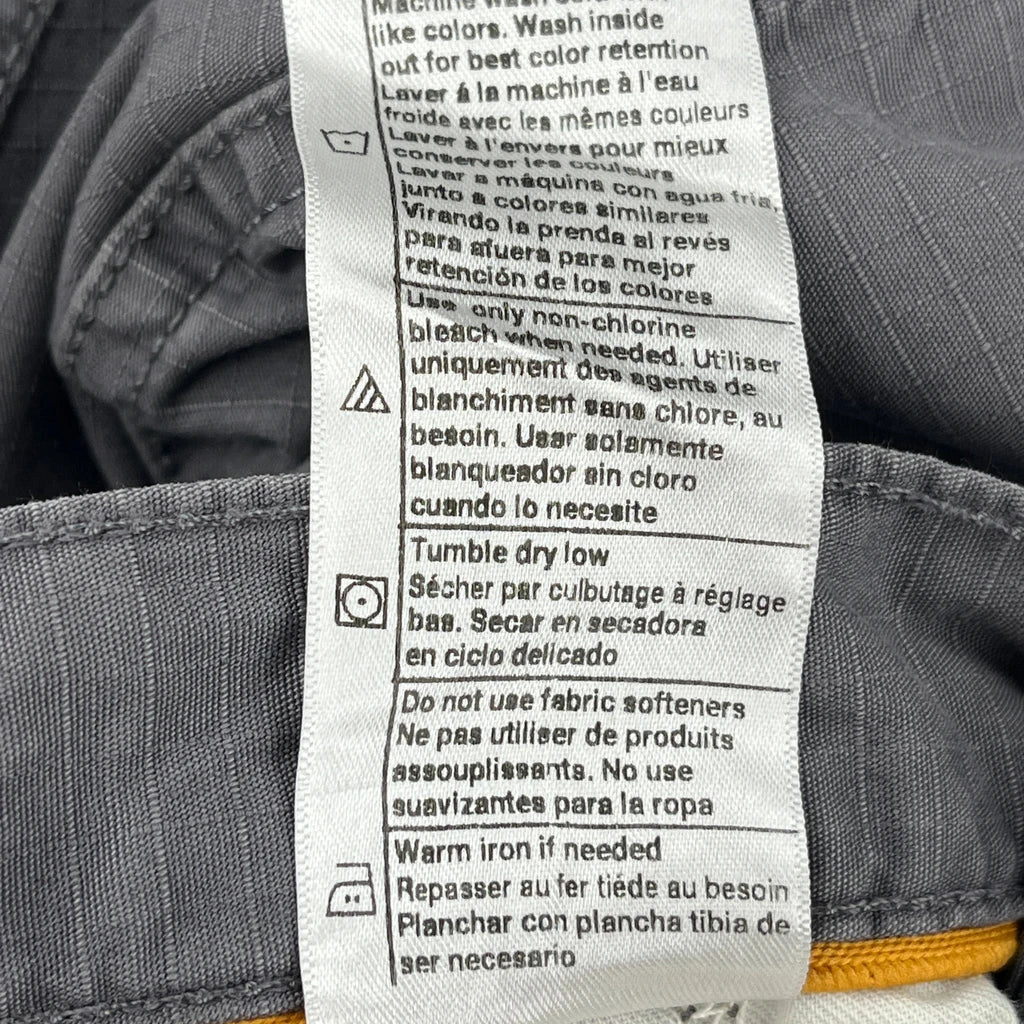 Machine wash
like colors. Wash inside
out for best color retention
Laver á la machine à l'eau
froide avec les mêmes couleurs
Laver à l'envers pour mieux
conserver les couleurs
Lavar a máquina con agua fria,
junto a colores similares
Virando la prenda al revés
para afuera para mejor
retención de los colores
Use only non-chlorine
bleach when needed. Utiliser
uniquement des agents de
blanchiment sans chlore, au
besoin. Usar solamente
blanqueador sin cloro
cuando lo necesite
Tumble dry low
Sécher par culbutage à réglage
bas. Secar en secadora
en ciclo delicado
Do not use fabric softeners
Ne pas utiliser de produits
assouplissants. No use
suavizantes para la ropa
Warm iron if needed
Repasser au fer tiéde au besoin
Planchar con plancha tibia de
ser necesario